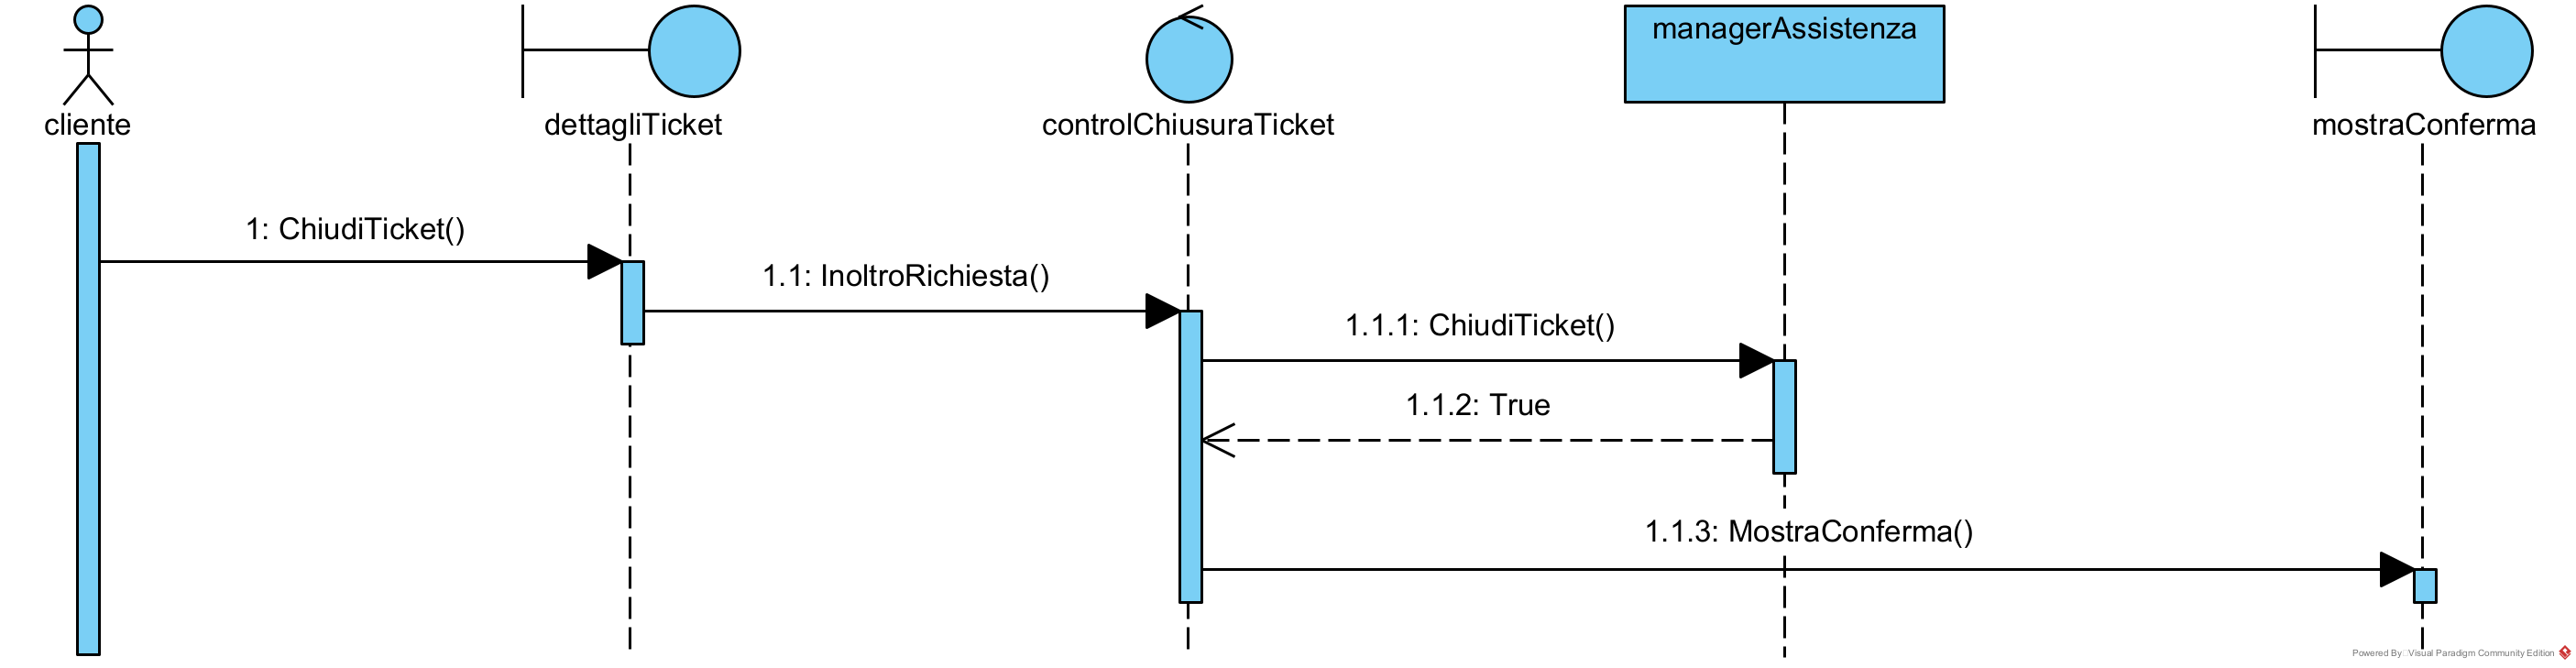 cliente
dettagliTicket
controlChiusuraTicket
managerAssistenza
mostraConferma
1: ChiudiTicket()
1.1: InoltroRichiesta()
1.1.1: ChiudiTicket()
1.1.2: True
1.1.3: MostraConferma()
Powered By Visual Paradigm Community Edition